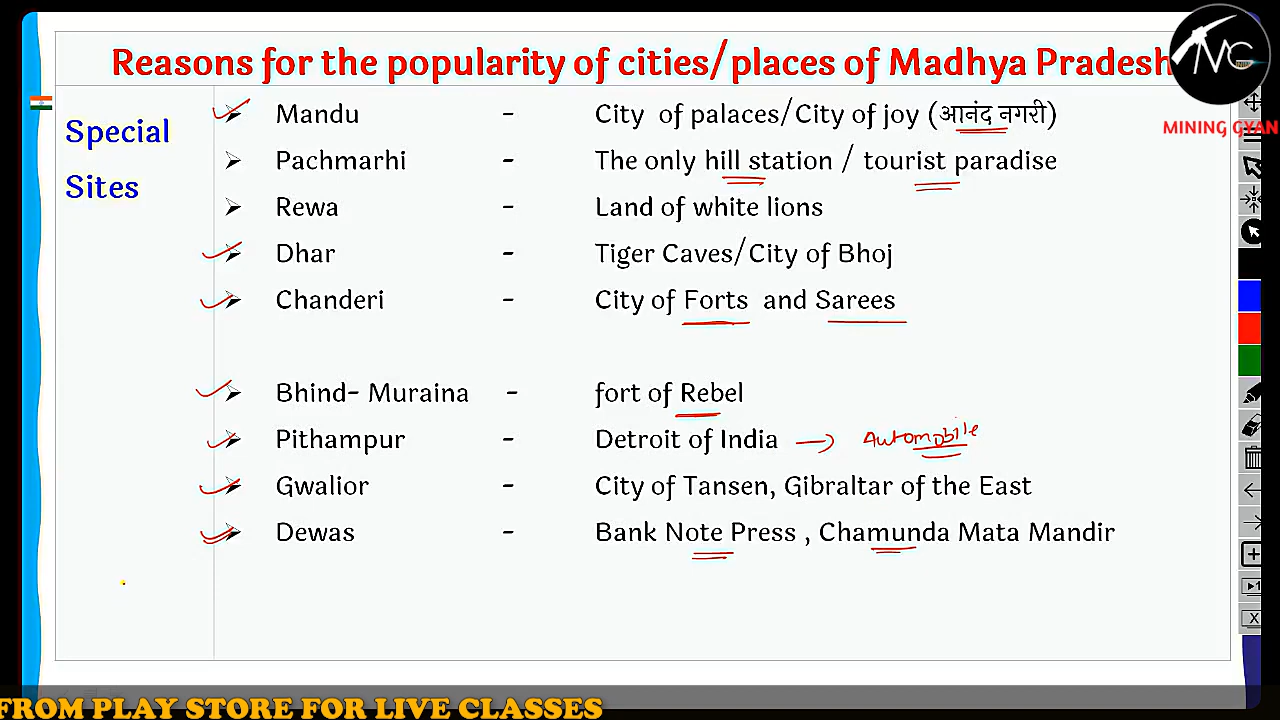 Reasons for the popularity of cities/places of Madhya Pradesh
MG
MINING GYAN
Special
Sites
Mandu - City of palaces/City of joy (आनंद नगरी)
Pachmarhi - The only hill station / tourist paradise
Rewa - Land of white lions
Dhar - Tiger Caves/City of Bhoj
Chanderi - City of Forts and Sarees
Bhind- Muraina - fort of Rebel
Pithampur - Detroit of India → Automobile
Gwalior - City of Tansen, Gibraltar of the East
Dewas - Bank Note Press , Chamunda Mata Mandir
FROM PLAY STORE FOR LIVE CLASSES